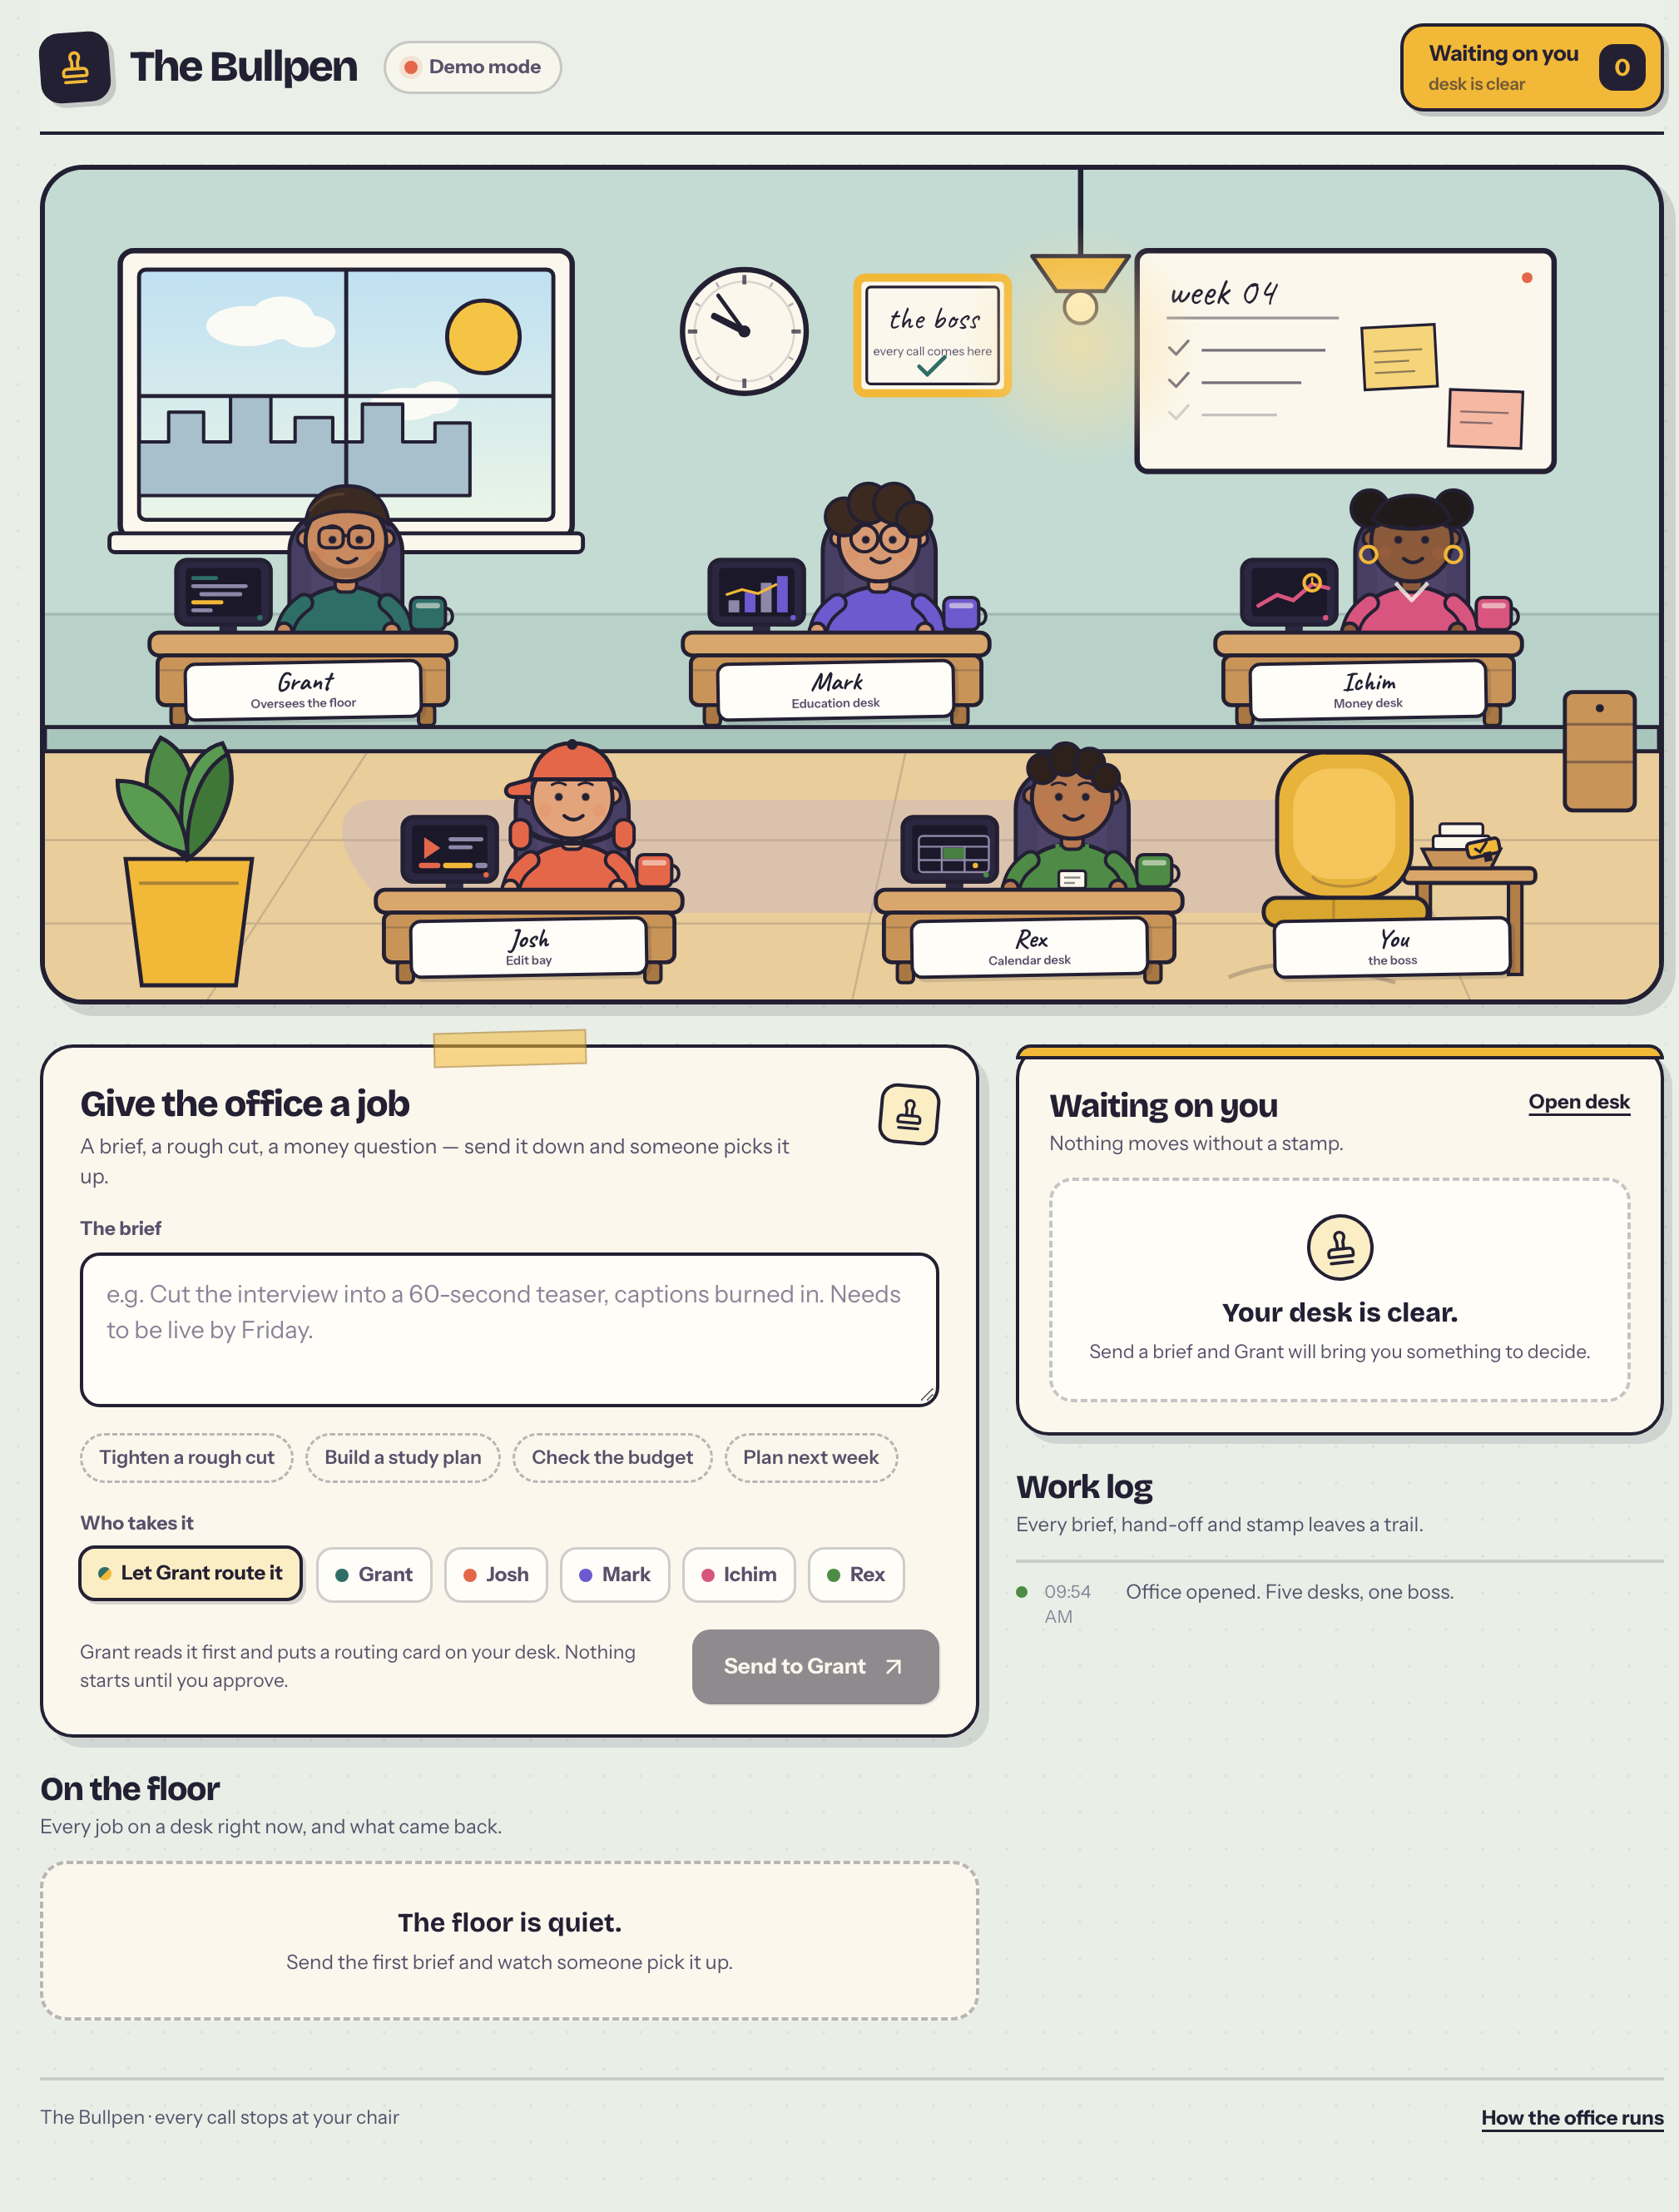 The Bullpen
Demo mode
Waiting on you
desk is clear
0
the boss
every call comes here
week 04
Grant
Oversees the floor
Mark
Education desk
Ichim
Money desk
Josh
Edit bay
Rex
Calendar desk
You
the boss
Give the office a job
A brief, a rough cut, a money question — send it down and someone picks it
up.
The brief
e.g. Cut the interview into a 60-second teaser, captions burned in. Needs
to be live by Friday.
Tighten a rough cut
Build a study plan
Check the budget
Plan next week
Who takes it
Let Grant route it
Grant
Josh
Mark
Ichim
Rex
Grant reads it first and puts a routing card on your desk. Nothing
starts until you approve.
Send to Grant
Waiting on you
Open desk
Nothing moves without a stamp.
Your desk is clear.
Send a brief and Grant will bring you something to decide.
Work log
Every brief, hand-off and stamp leaves a trail.
09:54
AM
Office opened. Five desks, one boss.
On the floor
Every job on a desk right now, and what came back.
The floor is quiet.
Send the first brief and watch someone pick it up.
The Bullpen · every call stops at your chair
How the office runs